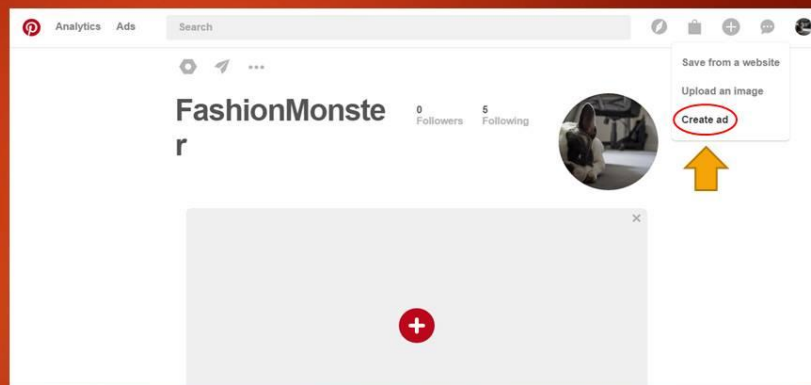 Analytics Ads Search
Save from a website
Upload an image
Create ad
FashionMonste
r
0 Followers
5 Following